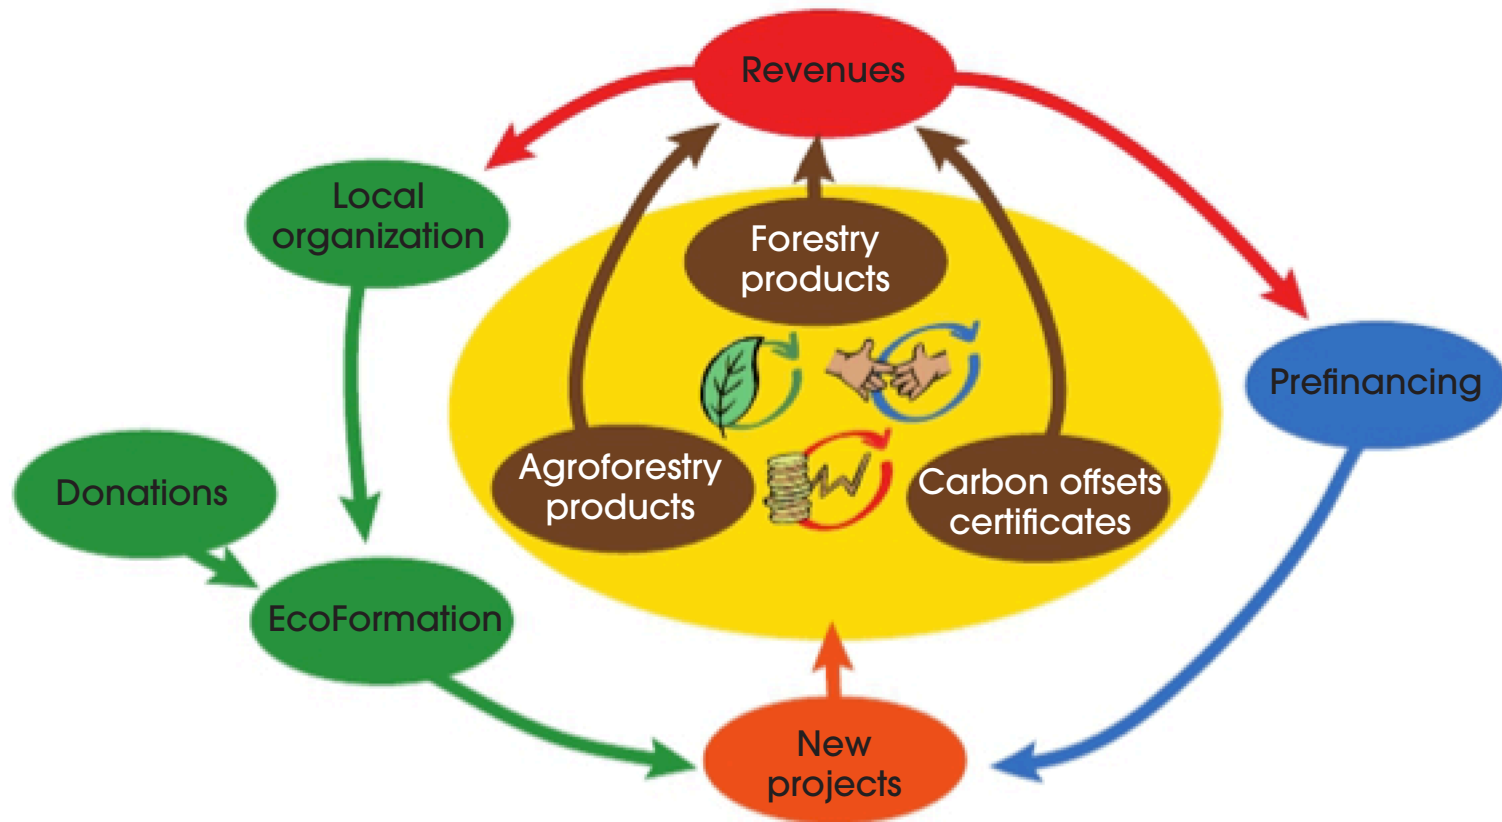 Revenues
Local
organization
Forestry
products
Prefinancing
Agroforestry
products
Carbon offsets
certificates
Donations
EcoFormation
New
projects